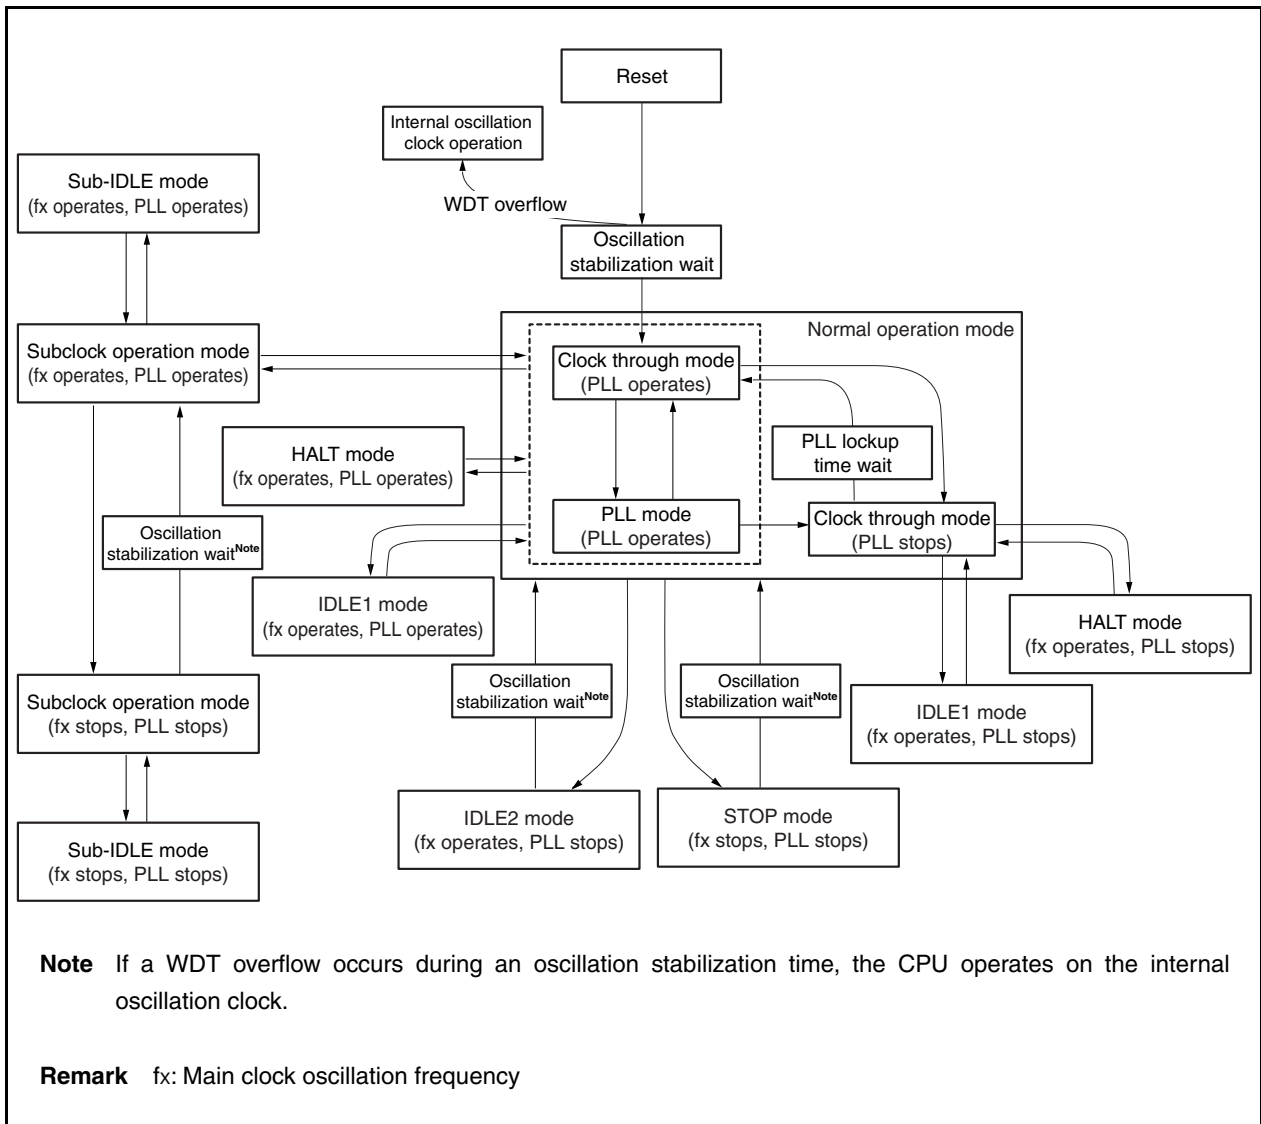 Reset
Internal oscillation
clock operation
WDT overflow
Sub-IDLE mode
(fx operates, PLL operates)
Oscillation
stabilization wait
Normal operation mode
Subclock operation mode
(fx operates, PLL operates)
Clock through mode
(PLL operates)
HALT mode
(fx operates, PLL operates)
PLL lockup
time wait
PLL mode
(PLL operates)
Clock through mode
(PLL stops)
Oscillation
stabilization waitNote
IDLE1 mode
(fx operates, PLL operates)
HALT mode
(fx operates, PLL stops)
Oscillation
stabilization waitNote
Oscillation
stabilization waitNote
Subclock operation mode
(fx stops, PLL stops)
IDLE1 mode
(fx operates, PLL stops)
IDLE2 mode
(fx operates, PLL stops)
STOP mode
(fx stops, PLL stops)
Sub-IDLE mode
(fx stops, PLL stops)
Note If a WDT overflow occurs during an oscillation stabilization time, the CPU operates on the internal
oscillation clock.
Remark fx: Main clock oscillation frequency